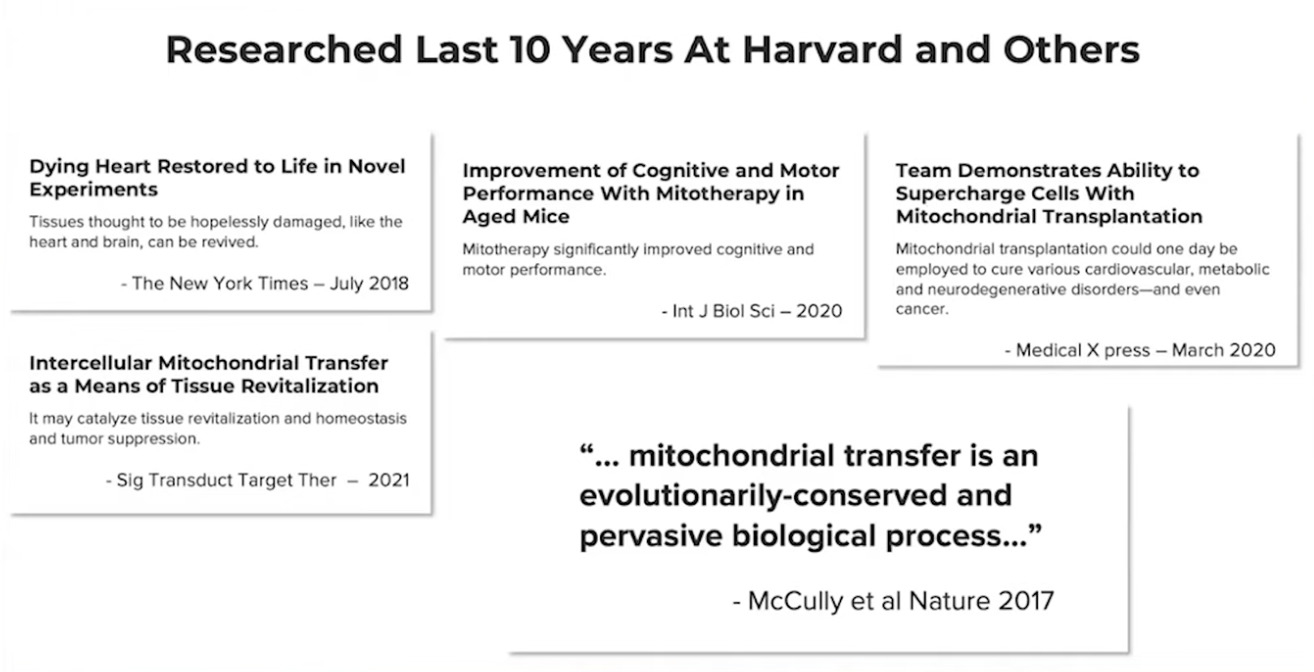 Researched Last 10 Years At Harvard and Others
Dying Heart Restored to Life in Novel
Experiments
Tissues thought to be hopelessly damaged, like the
heart and brain, can be revived.
- The New York Times – July 2018
Improvement of Cognitive and Motor
Performance With Mitotherapy in
Aged Mice
Mitotherapy significantly improved cognitive and
motor performance.
- Int J Biol Sci – 2020
Team Demonstrates Ability to
Supercharge Cells With
Mitochondrial Transplantation
Mitochondrial transplantation could one day be
employed to cure various cardiovascular, metabolic
and neurodegenerative disorders—and even
cancer.
- Medical X press – March 2020
Intercellular Mitochondrial Transfer
as a Means of Tissue Revitalization
It may catalyze tissue revitalization and homeostasis
and tumor suppression.
- Sig Transduct Target Ther – 2021
“... mitochondrial transfer is an
evolutionarily-conserved and
pervasive biological process...”
- McCully et al Nature 2017